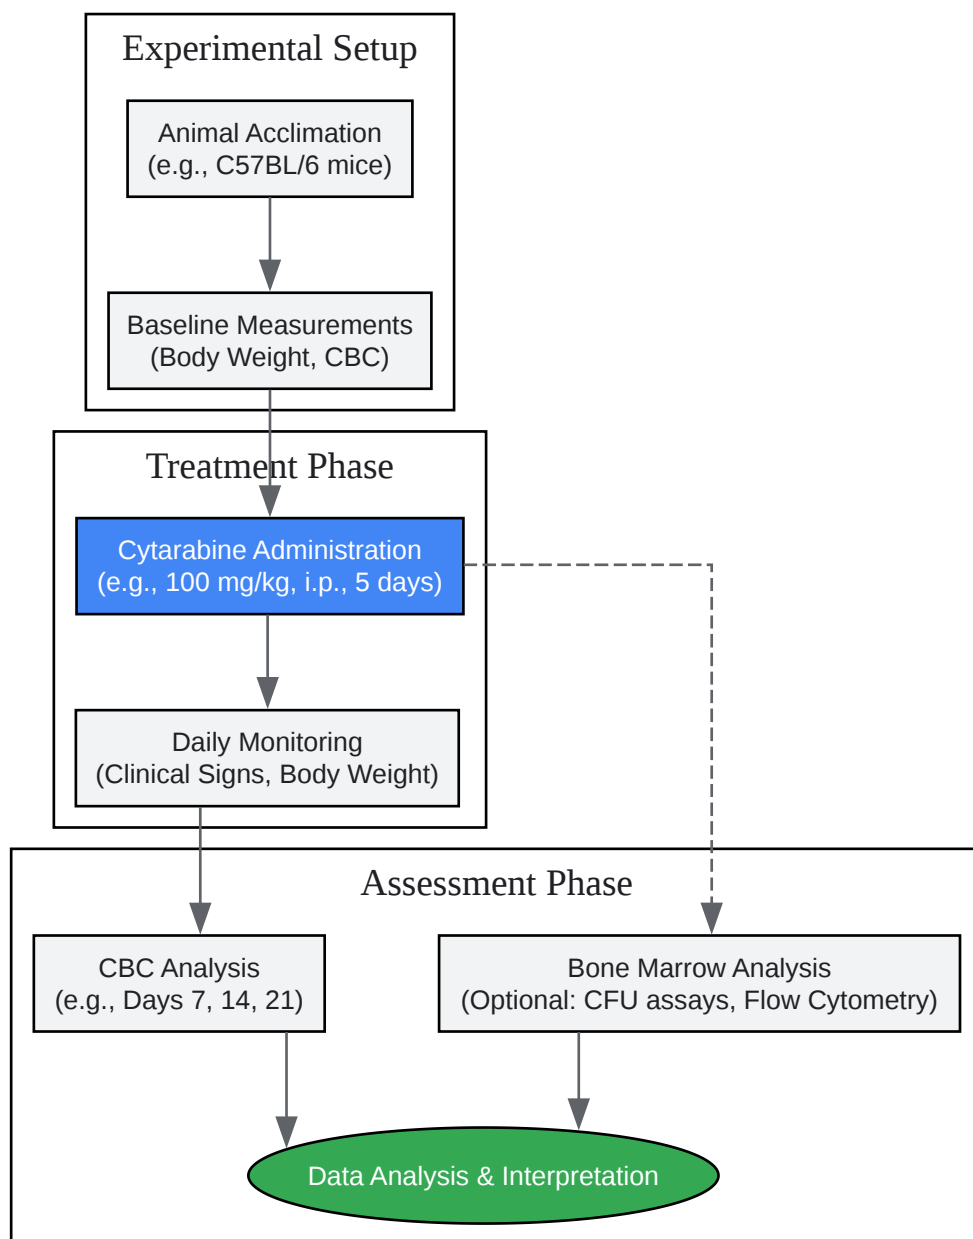 Experimental Setup
Animal Acclimation
(e.g., C57BL/6 mice)
Baseline Measurements
(Body Weight, CBC)
Treatment Phase
Cytarabine Administration
(e.g., 100 mg/kg, i.p., 5 days)
Daily Monitoring
(Clinical Signs, Body Weight)
Assessment Phase
CBC Analysis
(e.g., Days 7, 14, 21)
Bone Marrow Analysis
(Optional: CFU assays, Flow Cytometry)
Data Analysis & Interpretation